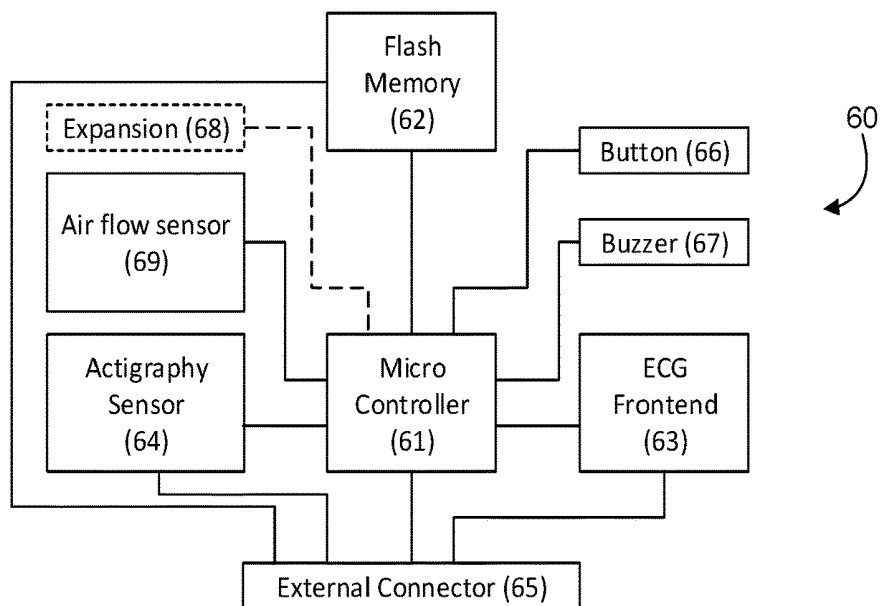 Flash
Memory
(62)
Expansion (68)
60
Button (66)
Air flow sensor
(69)
Buzzer (67)
Actigraphy
Sensor
(64)
Micro
Controller
(61)
ECG
Frontend
(63)
External Connector (65)